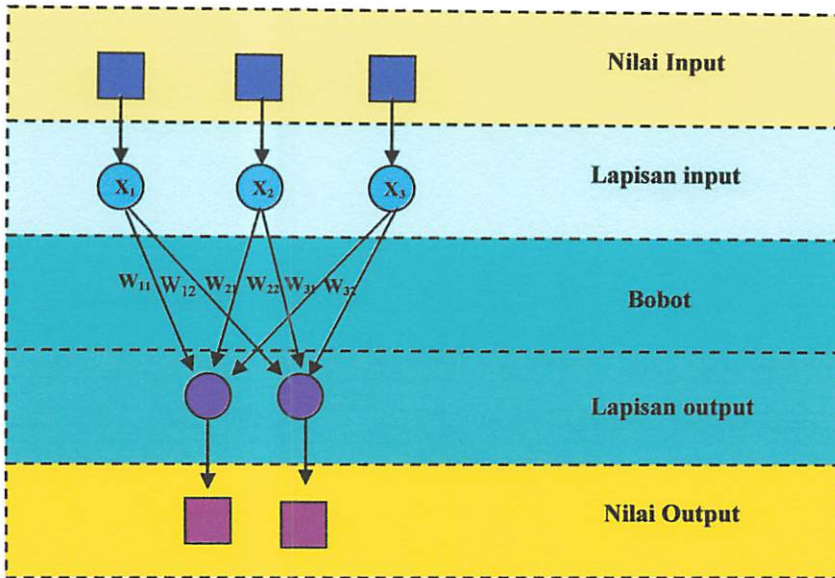 Nilai Input
X₁ X₂ X₃
Lapisan input
W₁₁ W₁₂ W₂₁ W₂₂ W₃₁ W₃₂
Bobot
Lapisan output
Nilai Output